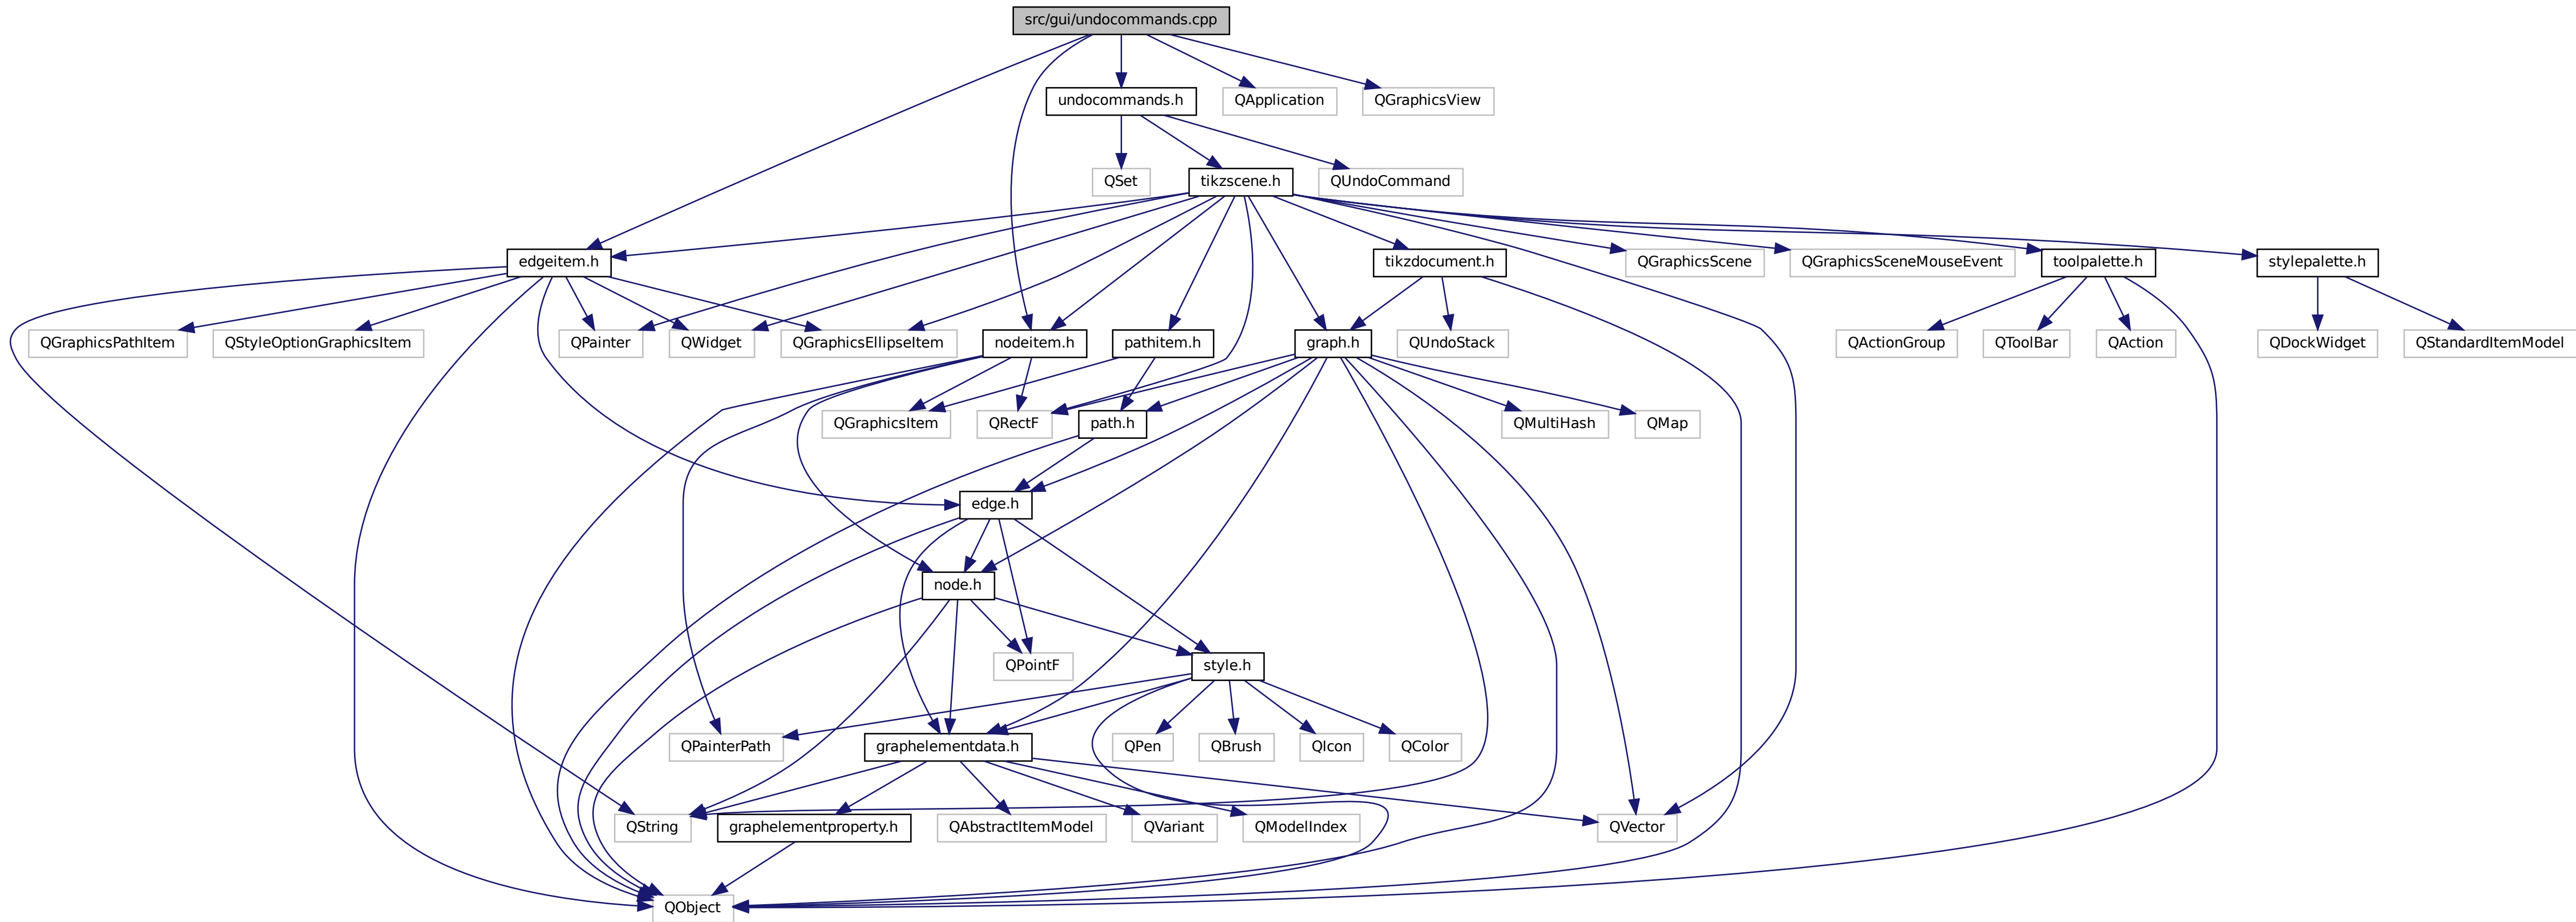 src/gui/undocommands.cpp
undocommands.h
QApplication
QGraphicsView
QSet
tikzscene.h
QUndoCommand
edgeitem.h
tikzdocument.h
QGraphicsScene
QGraphicsSceneMouseEvent
toolpalette.h
stylepalette.h
QGraphicsPathItem
QStyleOptionGraphicsItem
QPainter
QWidget
QGraphicsEllipseItem
nodeitem.h
pathitem.h
graph.h
QUndoStack
QActionGroup
QToolBar
QAction
QDockWidget
QStandardItemModel
QGraphicsItem
QRectF
path.h
QMultiHash
QMap
edge.h
node.h
QPointF
style.h
QPainterPath
graphelementdata.h
QPen
QBrush
QIcon
QColor
QString
graphelementproperty.h
QAbstractItemModel
QVariant
QModelIndex
QVector
QObject